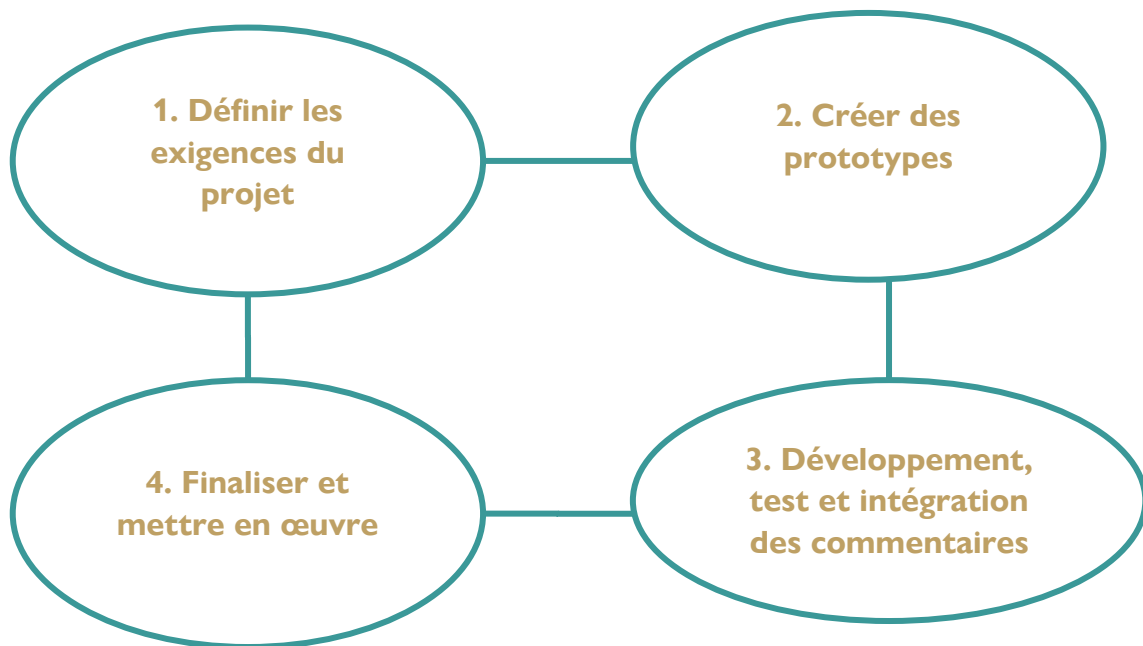 1. Définir les
exigences du
projet
2. Créer des
prototypes
3. Développement,
test et intégration
des commentaires
4. Finaliser et
mettre en œuvre